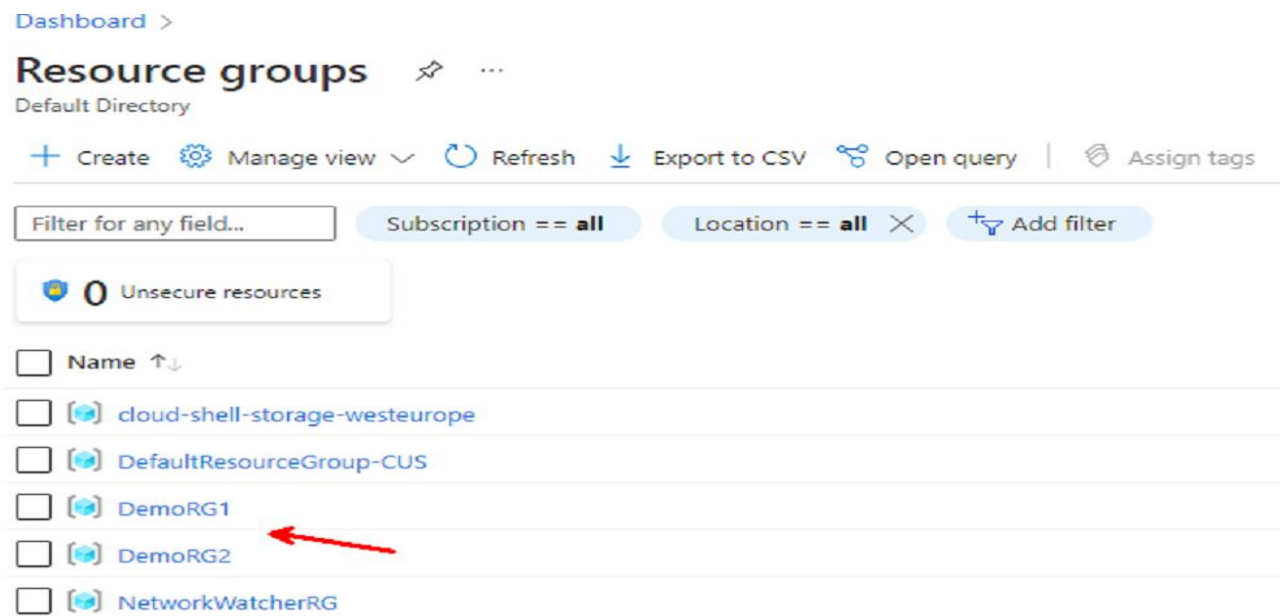 Dashboard >
Resource groups ...
Default Directory
+ Create Manage view Refresh Export to CSV Open query | Assign tags
Filter for any field... Subscription == all Location == all × Add filter
0 Unsecure resources
Name ↑↓
cloud-shell-storage-westeurope
DefaultResourceGroup-CUS
DemoRG1
DemoRG2
NetworkWatcherRG